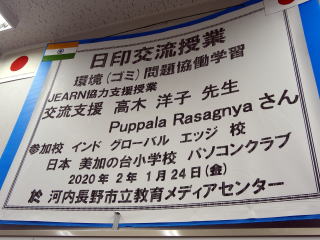 日印交流授業
環境(ゴミ)問題協働学習
JEARN協力支援授業
交流支援 高木 洋子 先生
Puppala Rasagnya さん
参加校 インド グローバル エッジ 校
日本 美加の台小学校 パソコンクラブ
2020年2月24日(金)
於 河内長野市立教育メディアセンター